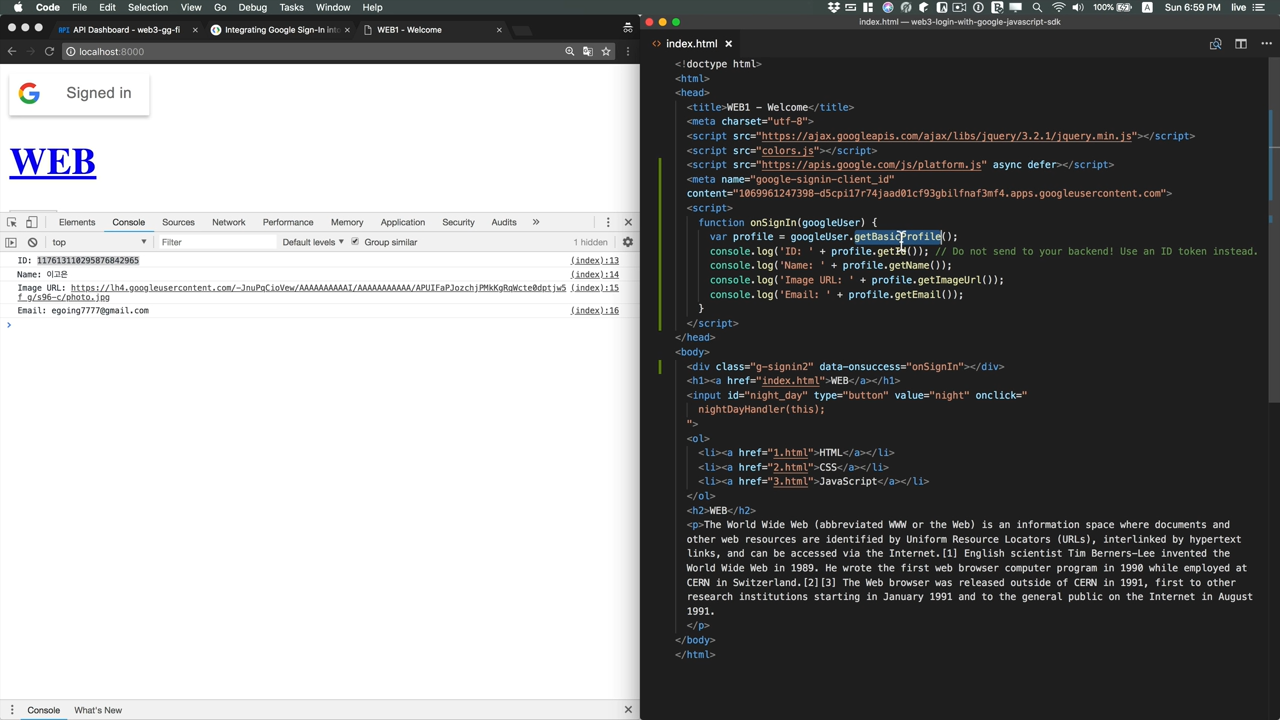 Code File Edit Selection View Go Debug Tasks Window Help
100% Sun 6:59 PM live
API API Dashboard - web3-gg-fi
Integrating Google Sign-In into
WEB1 - Welcome
localhost:8000
Signed in
WEB
Elements Console Sources Network Performance Memory Application Security Audits
top Filter Default levels Group similar 1 hidden
ID: 117613110295876842965 (index):13
Name: 이고은 (index):14
Image URL: https://lh4.googleusercontent.com/-JnuPqCioVew/AAAAAAAAAAI/AAAAAAAAAAA/APUIFaPJozchjPMkKgRqWcte0dptjw5 (index):15
f_g/s96-c/photo.jpg
Email: egoing7777@gmail.com (index):16
Console What's New
index.html — web3-login-with-google-javascript-sdk
index.html
<!doctype html>
<html>
<head>
<title>WEB1 - Welcome</title>
<meta charset="utf-8">
<script src="https://ajax.googleapis.com/ajax/libs/jquery/3.2.1/jquery.min.js"></script>
<script src="colors.js"></script>
<script src="https://apis.google.com/js/platform.js" async defer></script>
<meta name="google-signin-client_id"
content="1069961247398-d5cpi17r74jaad01cf93gbilfnaf3mf4.apps.googleusercontent.com">
<script>
function onSignIn(googleUser) {
var profile = googleUser.getBasicProfile();
console.log('ID: ' + profile.getId()); // Do not send to your backend! Use an ID token instead.
console.log('Name: ' + profile.getName());
console.log('Image URL: ' + profile.getImageUrl());
console.log('Email: ' + profile.getEmail());
}
</script>
</head>
<body>
<div class="g-signin2" data-onsuccess="onSignIn"></div>
<h1><a href="index.html">WEB</a></h1>
<input id="night_day" type="button" value="night" onclick="
nightDayHandler(this);
">
<ol>
<li><a href="1.html">HTML</a></li>
<li><a href="2.html">CSS</a></li>
<li><a href="3.html">JavaScript</a></li>
</ol>
<h2>WEB</h2>
<p>The World Wide Web (abbreviated WWW or the Web) is an information space where documents and
other web resources are identified by Uniform Resource Locators (URLs), interlinked by hypertext
links, and can be accessed via the Internet.[1] English scientist Tim Berners-Lee invented the
World Wide Web in 1989. He wrote the first web browser computer program in 1990 while employed at
CERN in Switzerland.[2][3] The Web browser was released outside of CERN in 1991, first to other
research institutions starting in January 1991 and to the general public on the Internet in August
1991.
</p>
</body>
</html>